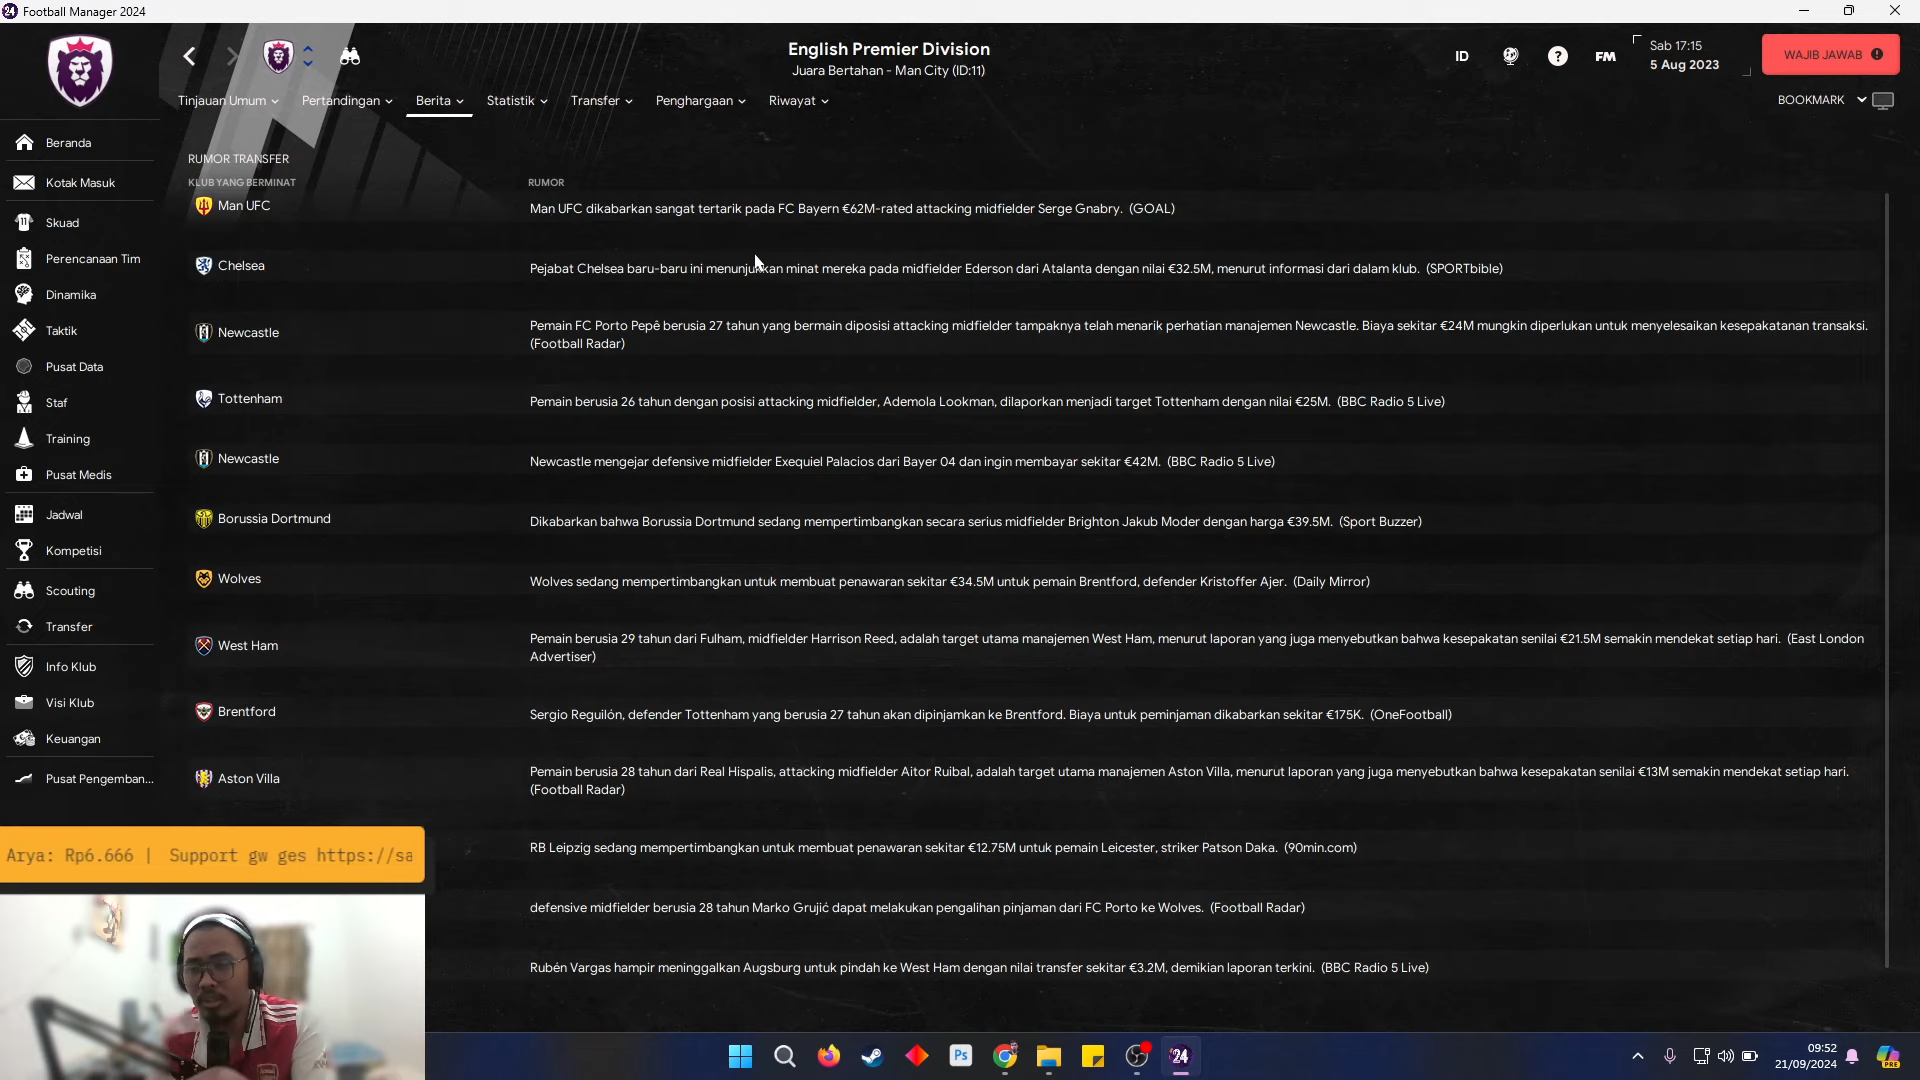 24 Football Manager 2024
English Premier Division
Juara Bertahan - Man City (ID:11)
ID
?
FM
Sab 17:15
5 Aug 2023
WAJIB JAWAB
Tinjauan Umum
Pertandingan
Berita
Statistik
Transfer
Penghargaan
Riwayat
BOOKMARK
Beranda
Kotak Masuk
Skuad
Perencanaan Tim
Dinamika
Taktik
Pusat Data
Staf
Training
Pusat Medis
Jadwal
Kompetisi
Scouting
Transfer
Info Klub
Visi Klub
Keuangan
Pusat Pengemban...
RUMOR TRANSFER
KLUB YANG BERMINAT
RUMOR
Man UFC
Man UFC dikabarkan sangat tertarik pada FC Bayern €62M-rated attacking midfielder Serge Gnabry. (GOAL)
Chelsea
Pejabat Chelsea baru-baru ini menunjukkan minat mereka pada midfielder Ederson dari Atalanta dengan nilai €32.5M, menurut informasi dari dalam klub. (SPORTbible)
Newcastle
Pemain FC Porto Pepê berusia 27 tahun yang bermain diposisi attacking midfielder tampaknya telah menarik perhatian manajemen Newcastle. Biaya sekitar €24M mungkin diperlukan untuk menyelesaikan kesepakatanan transaksi.
(Football Radar)
Tottenham
Pemain berusia 26 tahun dengan posisi attacking midfielder, Ademola Lookman, dilaporkan menjadi target Tottenham dengan nilai €25M. (BBC Radio 5 Live)
Newcastle
Newcastle mengejar defensive midfielder Exequiel Palacios dari Bayer 04 dan ingin membayar sekitar €42M. (BBC Radio 5 Live)
Borussia Dortmund
Dikabarkan bahwa Borussia Dortmund sedang mempertimbangkan secara serius midfielder Brighton Jakub Moder dengan harga €39.5M. (Sport Buzzer)
Wolves
Wolves sedang mempertimbangkan untuk membuat penawaran sekitar €34.5M untuk pemain Brentford, defender Kristoffer Ajer. (Daily Mirror)
West Ham
Pemain berusia 29 tahun dari Fulham, midfielder Harrison Reed, adalah target utama manajemen West Ham, menurut laporan yang juga menyebutkan bahwa kesepakatan senilai €21.5M semakin mendekat setiap hari. (East London
Advertiser)
Brentford
Sergio Reguilón, defender Tottenham yang berusia 27 tahun akan dipinjamkan ke Brentford. Biaya untuk peminjaman dikabarkan sekitar €175K. (OneFootball)
Aston Villa
Pemain berusia 28 tahun dari Real Hispalis, attacking midfielder Aitor Ruibal, adalah target utama manajemen Aston Villa, menurut laporan yang juga menyebutkan bahwa kesepakatan senilai €13M semakin mendekat setiap hari.
(Football Radar)
RB Leipzig sedang mempertimbangkan untuk membuat penawaran sekitar €12.75M untuk pemain Leicester, striker Patson Daka. (90min.com)
defensive midfielder berusia 28 tahun Marko Grujić dapat melakukan pengalihan pinjaman dari FC Porto ke Wolves. (Football Radar)
Rubén Vargas hampir meninggalkan Augsburg untuk pindah ke West Ham dengan nilai transfer sekitar €3.2M, demikian laporan terkini. (BBC Radio 5 Live)
Arya: Rp6.666 | Support gw ges https://sa
Ps
24
09:52
21/09/2024
PRE